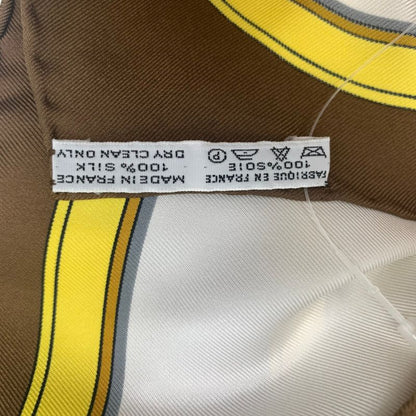 FABRIQUE EN FRANCE
100% SOIE
MADE IN FRANCE
100% SILK
DRY CLEAN ONLY
P